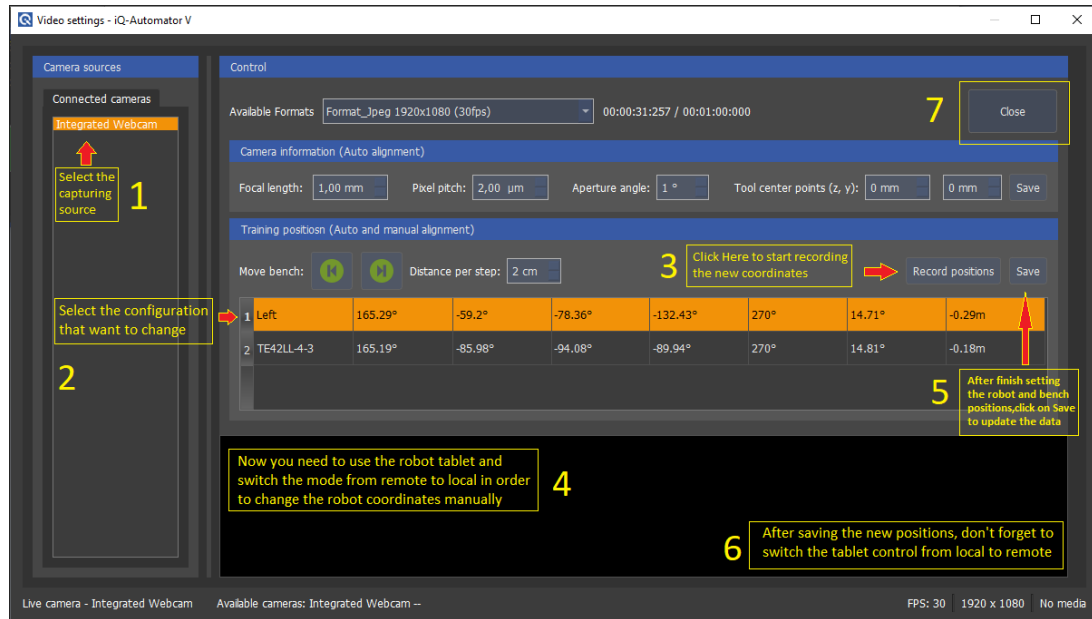 Video settings - iQ-Automator V
Camera sources
Connected cameras
Integrated Webcam
Select the
capturing
source
1
Control
Available Formats Format_Jpeg 1920x1080 (30fps) 00:00:31:257 / 00:01:00:000
7
Close
Camera information (Auto alignment)
Focal length: 1,00 mm Pixel pitch: 2,00 µm Aperture angle: 1 ° Tool center points (z, y): 0 mm 0 mm Save
Training positiosn (Auto and manual alignment)
Move bench: Distance per step: 2 cm
3
Click Here to start recording
the new coordinates
Record positions Save
Select the configuration
that want to change
2
1 Left 165.29° -59.2° -78.36° -132.43° 270° 14.71° -0.29m
2 TE42LL-4-3 165.19° -85.98° -94.08° -89.94° 270° 14.81° -0.18m
5
After finish setting
the robot and bench
positions,click on Save
to update the data
Now you need to use the robot tablet and
switch the mode from remote to local in order
to change the robot coordinates manually
4
6
After saving the new positions, don't forget to
switch the tablet control from local to remote
Live camera - Integrated Webcam Available cameras: Integrated Webcam -- FPS: 30 1920 x 1080 No media